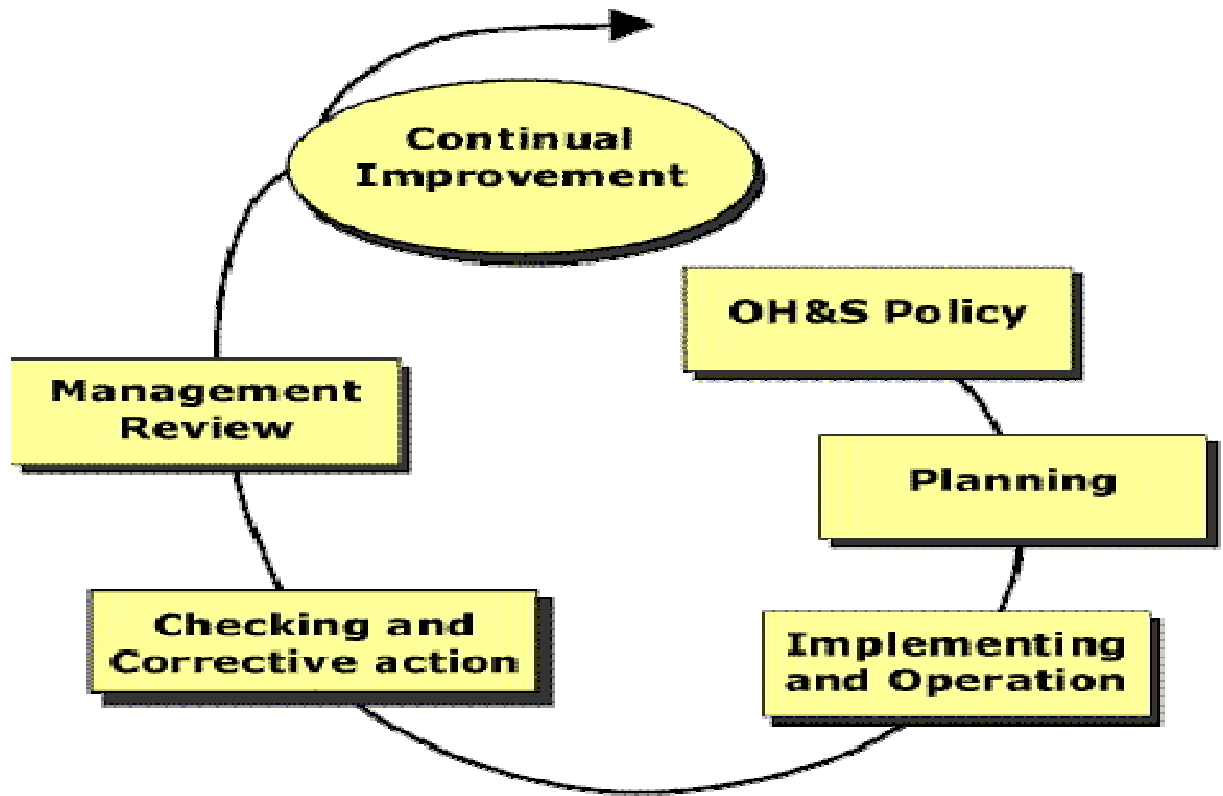 Continual
Improvement
OH&S Policy
Management
Review
Planning
Checking and
Corrective action
Implementing
and Operation